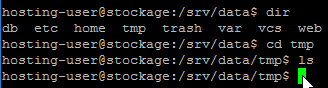 hosting-user@stockage:/srv/data$ dir
db  etc  home  tmp  trash  var  vcs  web
hosting-user@stockage:/srv/data$ cd tmp
hosting-user@stockage:/srv/data/tmp$ ls
hosting-user@stockage:/srv/data/tmp$